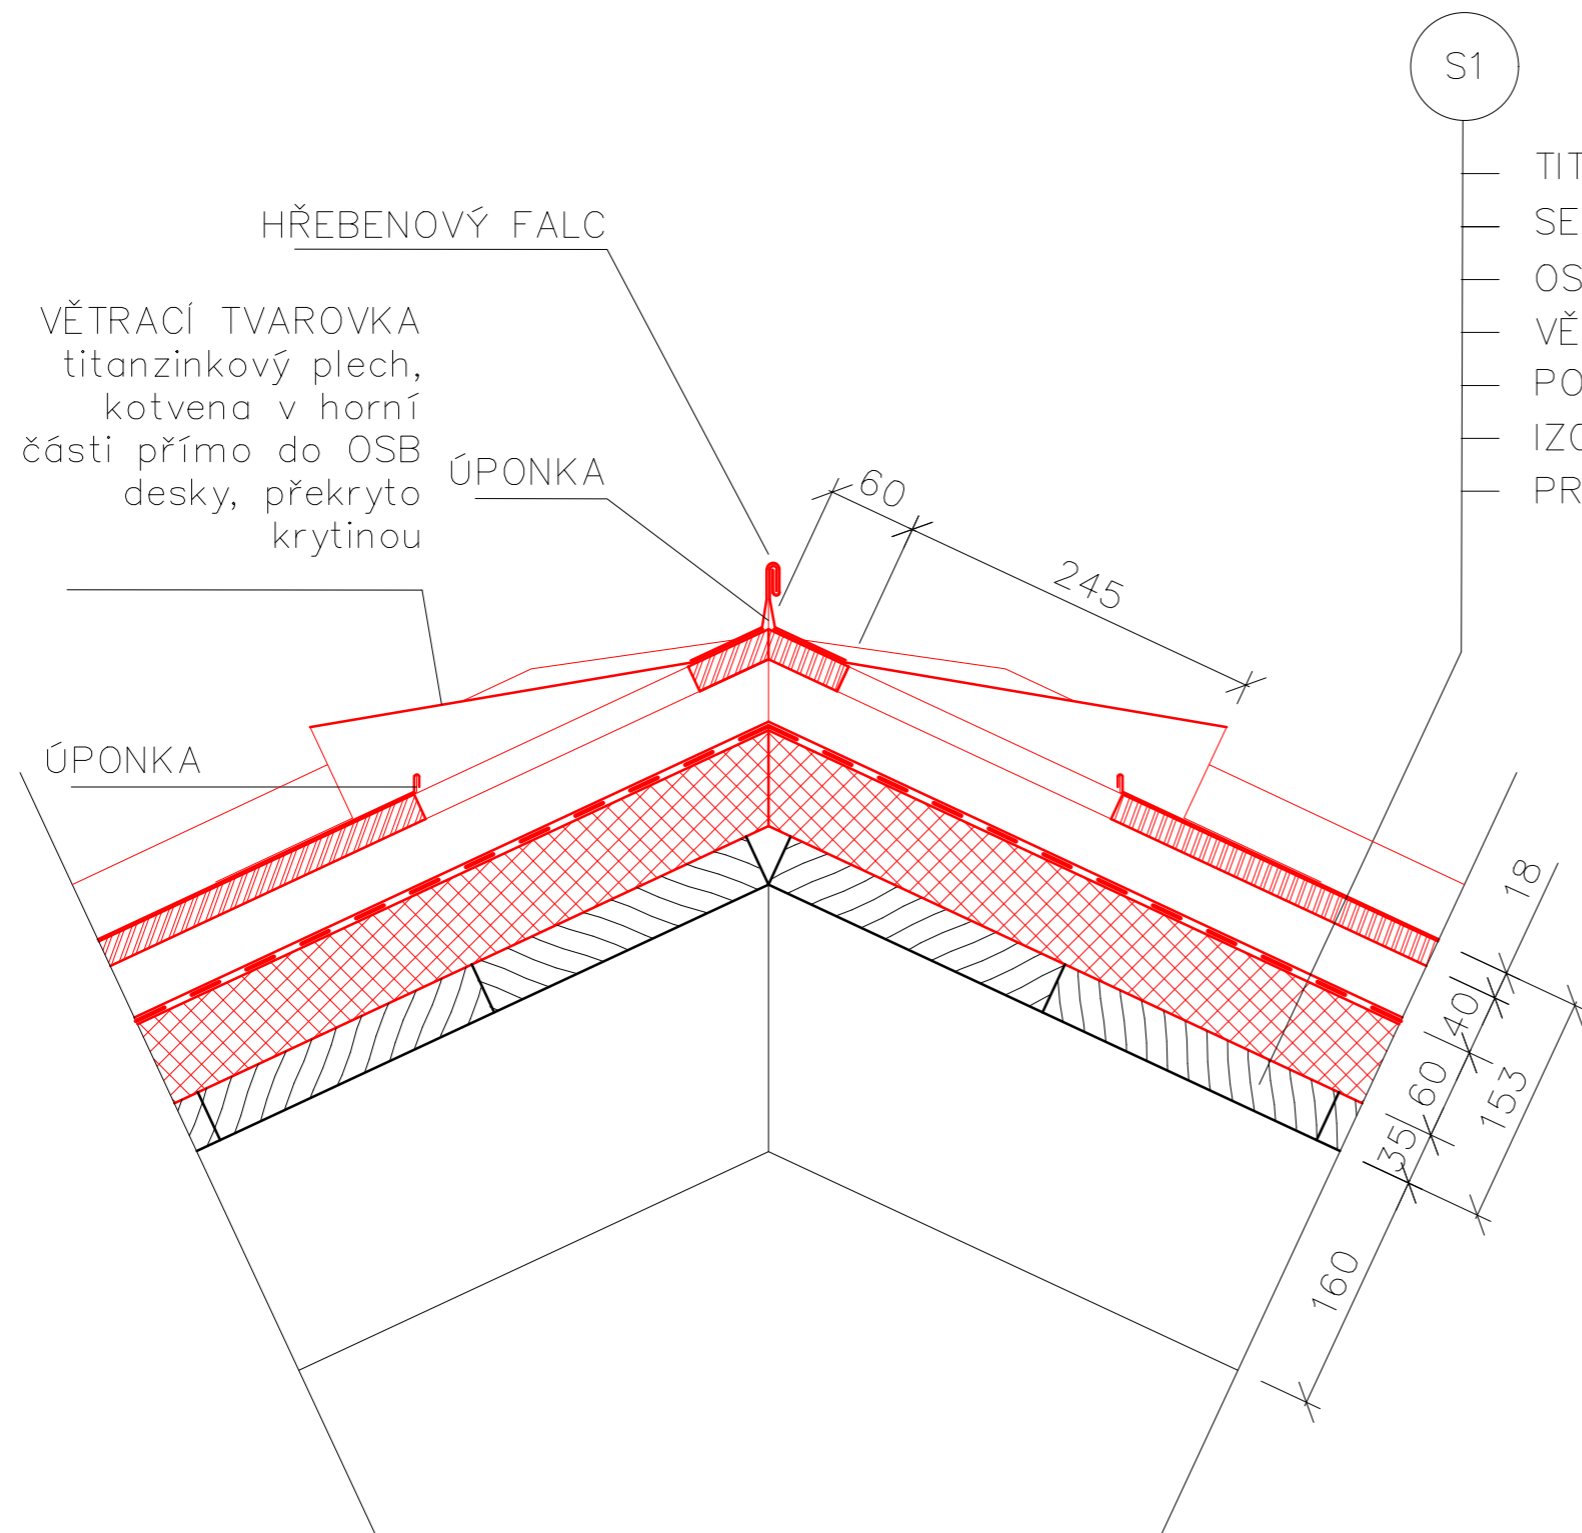 S1
TIT
SE
OS
VĚ
PO
IZO
PR
HŘEBENOVÝ FALC
VĚTRACÍ TVAROVKA
titanzinkový plech,
kotvena v horní
části přímo do OSB
desky, překryto
krytinou
ÚPONKA
60
245
ÚPONKA
18
40
60
153
35
160